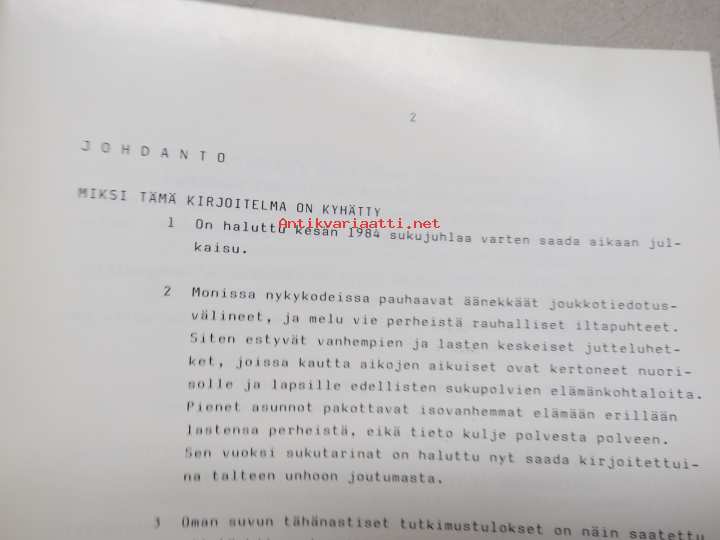 2
J O H D A N T O
MIKSI TÄMÄ KIRJOITELMA ON KYHÄTTY
Antikvariaatti.net
1 On haluttu kesän 1984 sukujuhlaa varten saada aikaan jul-
kaisu.
2 Monissa nykykodeissa pauhaavat äänekkäät joukkotiedotus-
välineet, ja melu vie perheistä rauhalliset iltapuhteet.
Siten estyvät vanhempien ja lasten keskeiset jutteluhet-
ket, joissa kautta aikojen aikuiset ovat kertoneet nuori-
solle ja lapsille edellisten sukupolvien elämänkohtaloita.
Pienet asunnot pakottavat isovanhemmat elämään erillään
lastensa perheistä, eikä tieto kulje polvesta polveen.
Sen vuoksi sukutarinat on haluttu nyt saada kirjoitettui-
na talteen unhoon joutumasta.
3 Oman suvun tähänastiset tutkimustulokset on näin saatettu